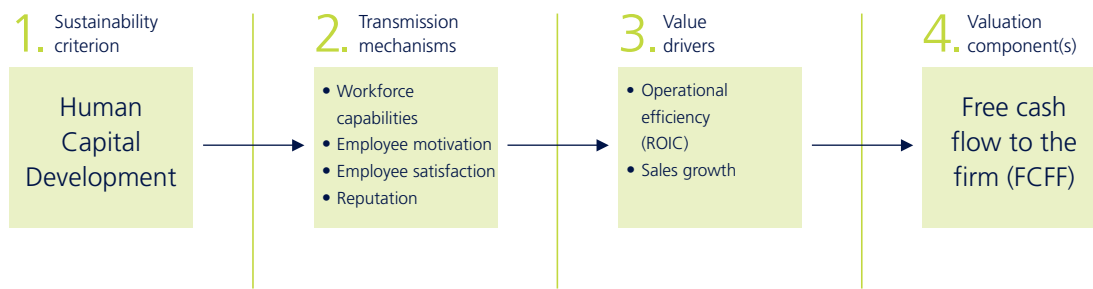 1. Sustainability
criterion
Human
Capital
Development
2. Transmission
mechanisms
• Workforce
capabilities
• Employee motivation
• Employee satisfaction
• Reputation
3. Value
drivers
• Operational
efficiency
(ROIC)
• Sales growth
4. Valuation
component(s)
Free cash
flow to the
firm (FCFF)